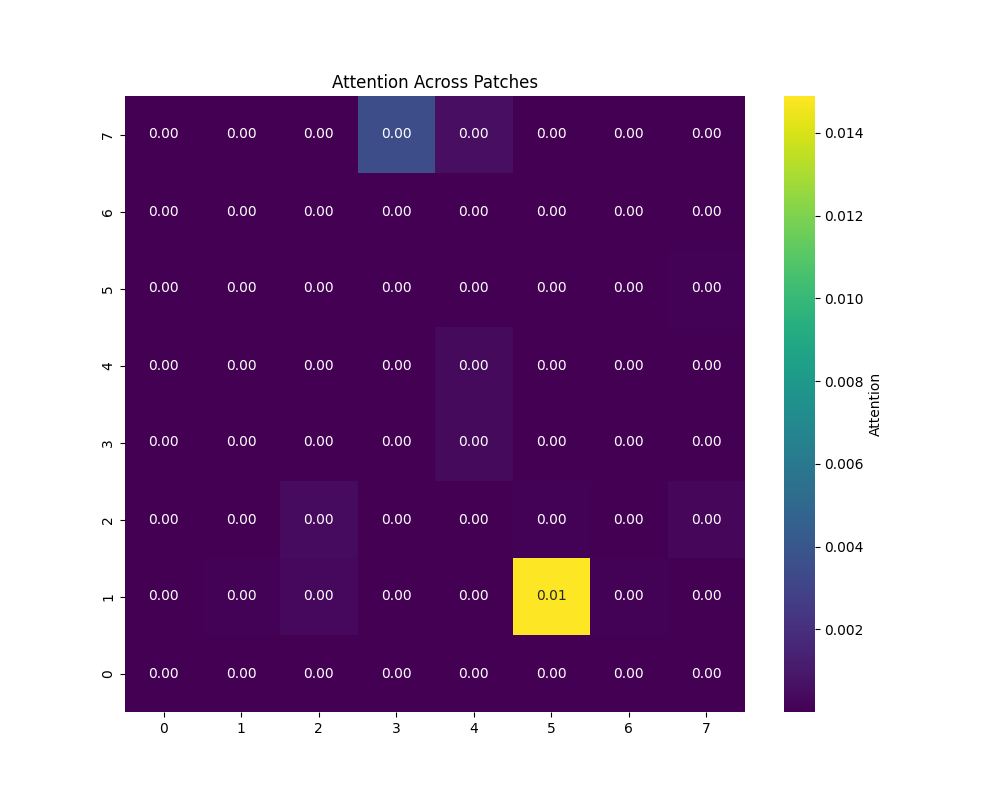 Attention Across Patches
7 0.00 0.00 0.00 0.00 0.00 0.00 0.00 0.00 0.014
6 0.00 0.00 0.00 0.00 0.00 0.00 0.00 0.00 0.012
5 0.00 0.00 0.00 0.00 0.00 0.00 0.00 0.00 0.010
4 0.00 0.00 0.00 0.00 0.00 0.00 0.00 0.00 0.008
Attention
3 0.00 0.00 0.00 0.00 0.00 0.00 0.00 0.00 0.006
2 0.00 0.00 0.00 0.00 0.00 0.00 0.00 0.00 0.004
1 0.00 0.00 0.00 0.00 0.00 0.01 0.00 0.00 0.002
0 0.00 0.00 0.00 0.00 0.00 0.00 0.00 0.00
0 1 2 3 4 5 6 7